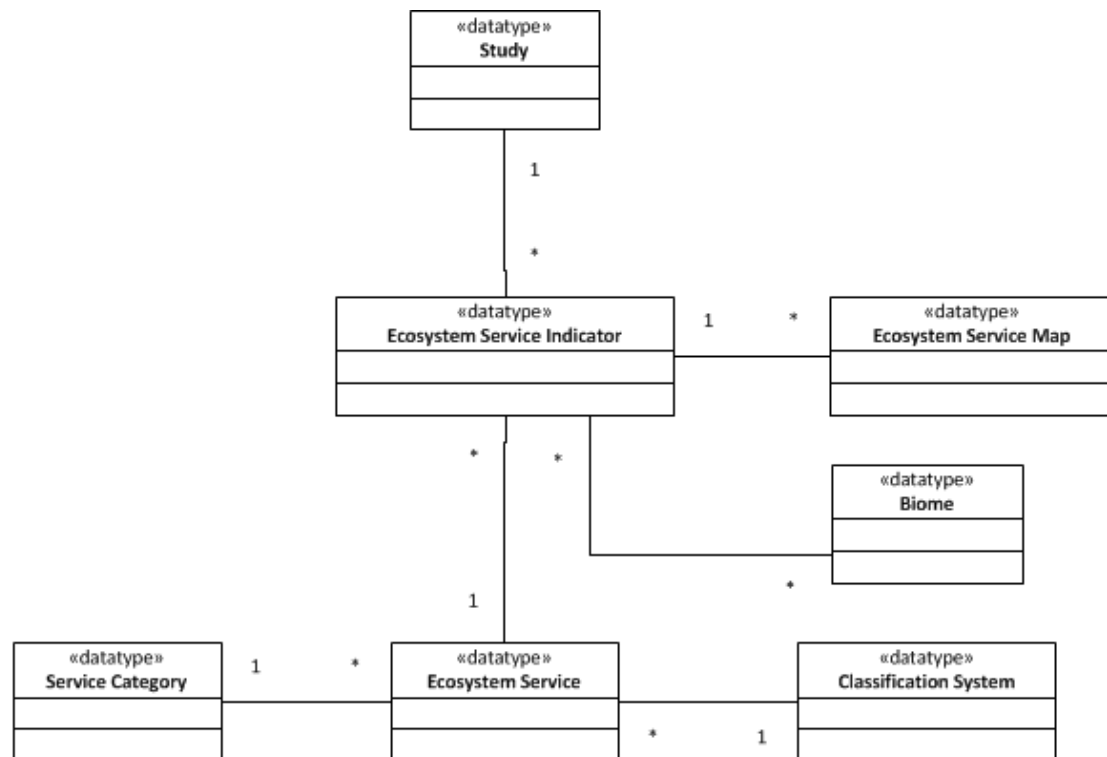 «datatype»
Study
1
*
«datatype»
Ecosystem Service Indicator
1
*
«datatype»
Ecosystem Service Map
*
*
«datatype»
Biome
*
1
«datatype»
Service Category
1
*
«datatype»
Ecosystem Service
*
1
«datatype»
Classification System